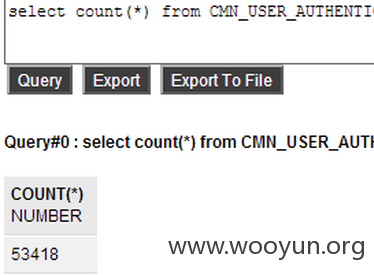 select count(*) from CMN_USER_AUTHENTI
Query Export Export To File
Query#0 : select count(*) from CMN_USER_AUTH
COUNT(*)
NUMBER
53418
www.wooyun.org